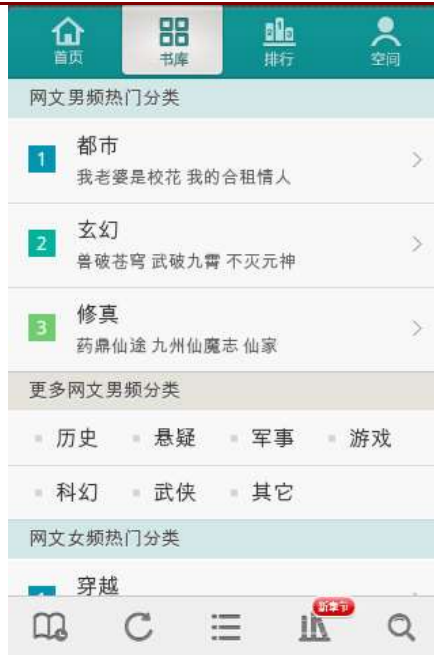 首页 书库 排行 空间
网文男频热门分类
1 都市
我老婆是校花 我的合租情人
2 玄幻
兽破苍穹 武破九霄 不灭元神
3 修真
药鼎仙途 九州仙魔志 仙家
更多网文男频分类
历史 悬疑 军事 游戏
科幻 武侠 其它
网文女频热门分类
穿越
新章节